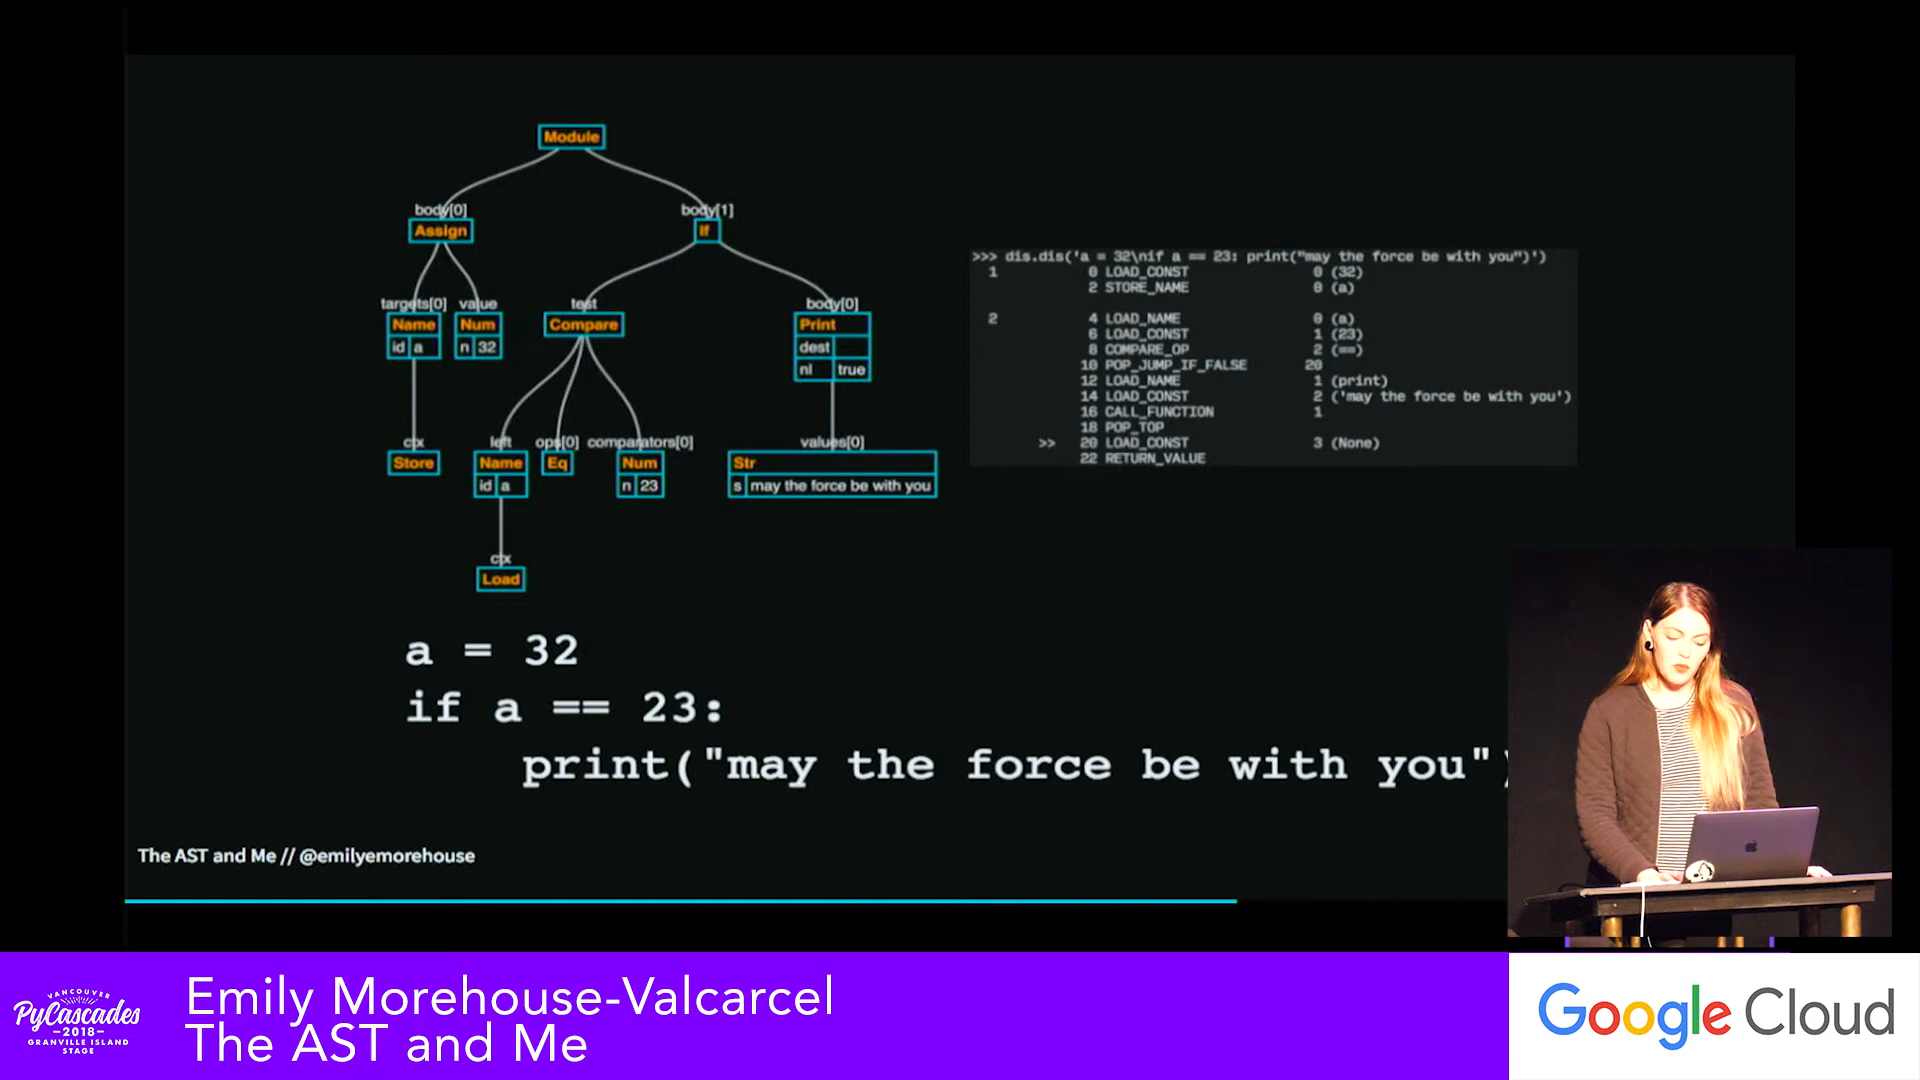 Module
body[0] body[1]
Assign If
targets[0] value test body[0]
Name Num Compare Print
id a n 32 dest
nl true
ctx left ops[0] comparators[0] values[0]
Store Name Eq Num Str
id a n 23 s may the force be with you
ctx
Load
>>> dis.dis('a = 32\nif a == 23: print("may the force be with you")')
1 0 LOAD_CONST 0 (32)
2 STORE_NAME 0 (a)
2 4 LOAD_NAME 0 (a)
6 LOAD_CONST 1 (23)
8 COMPARE_OP 2 (==)
10 POP_JUMP_IF_FALSE 20
12 LOAD_NAME 1 (print)
14 LOAD_CONST 2 ('may the force be with you')
16 CALL_FUNCTION 1
18 POP_TOP
>> 20 LOAD_CONST 3 (None)
22 RETURN_VALUE
a = 32
if a == 23:
print("may the force be with you")
The AST and Me // @emilyemorehouse
VANCOUVER
PyCascades
-2018-
GRANVILLE ISLAND
STAGE
Emily Morehouse-Valcarcel
The AST and Me
Google Cloud